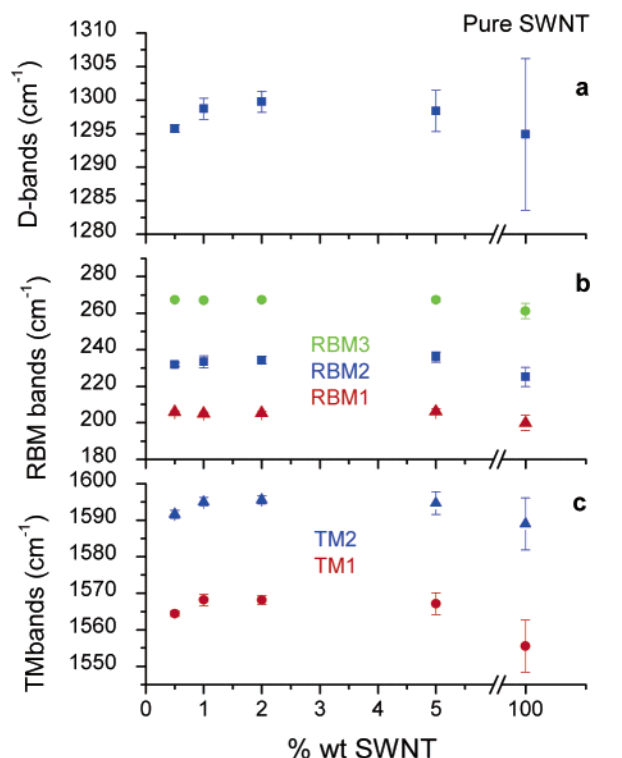 Pure SWNT
a
D-bands (cm-1)
1310
1305
1300
1295
1290
1285
1280
b
RBM bands (cm-1)
280
260
240
220
200
180
RBM3
RBM2
RBM1
c
TMbands (cm-1)
1600
1590
1580
1570
1560
1550
TM2
TM1
0 1 2 3 4 5 100
% wt SWNT